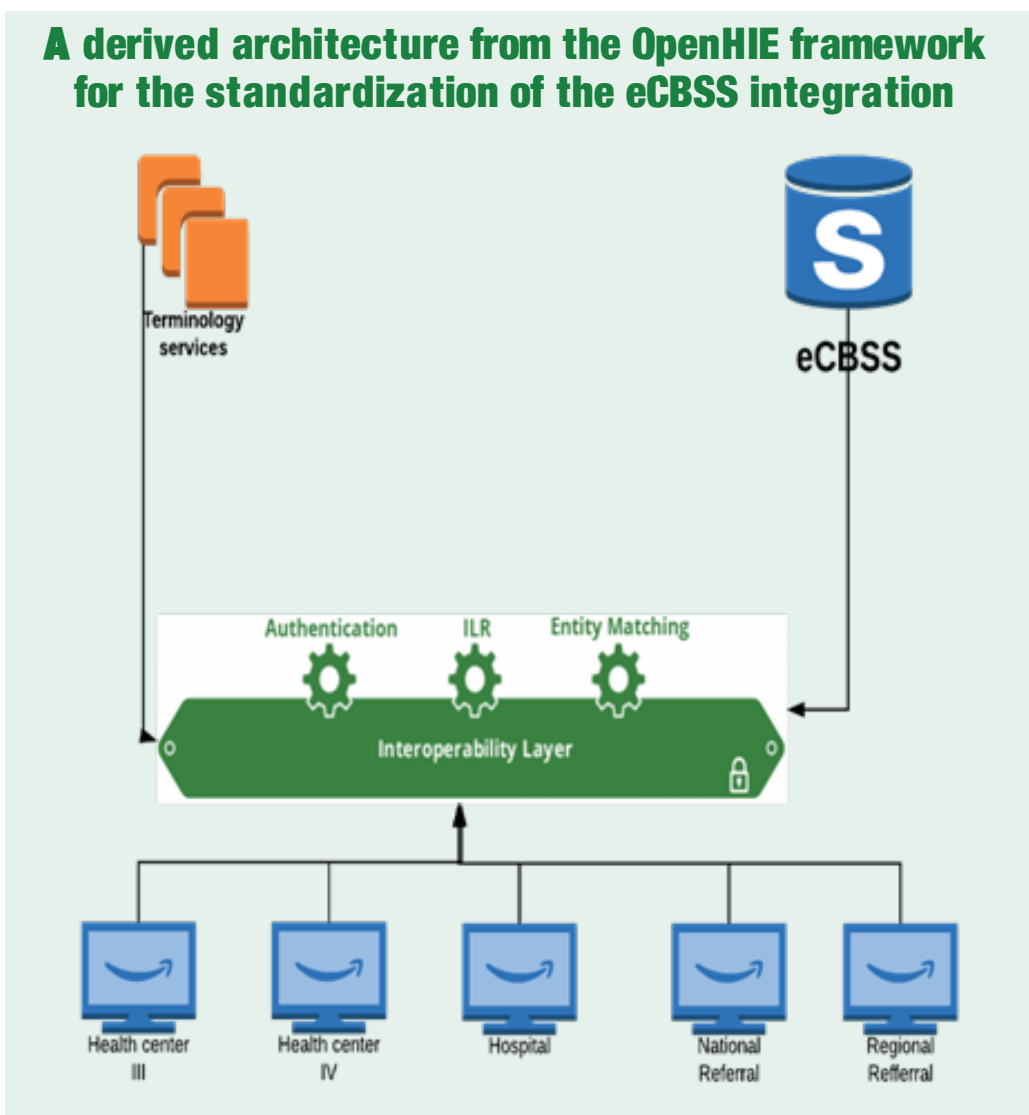 A derived architecture from the OpenHIE framework
for the standardization of the eCBSS integration
Terminology
services
S
eCBSS
Authentication
ILR
Entity Matching
Interoperability Layer
Health center
III
Health center
IV
Hospital
National
Referral
Regional
Refferral